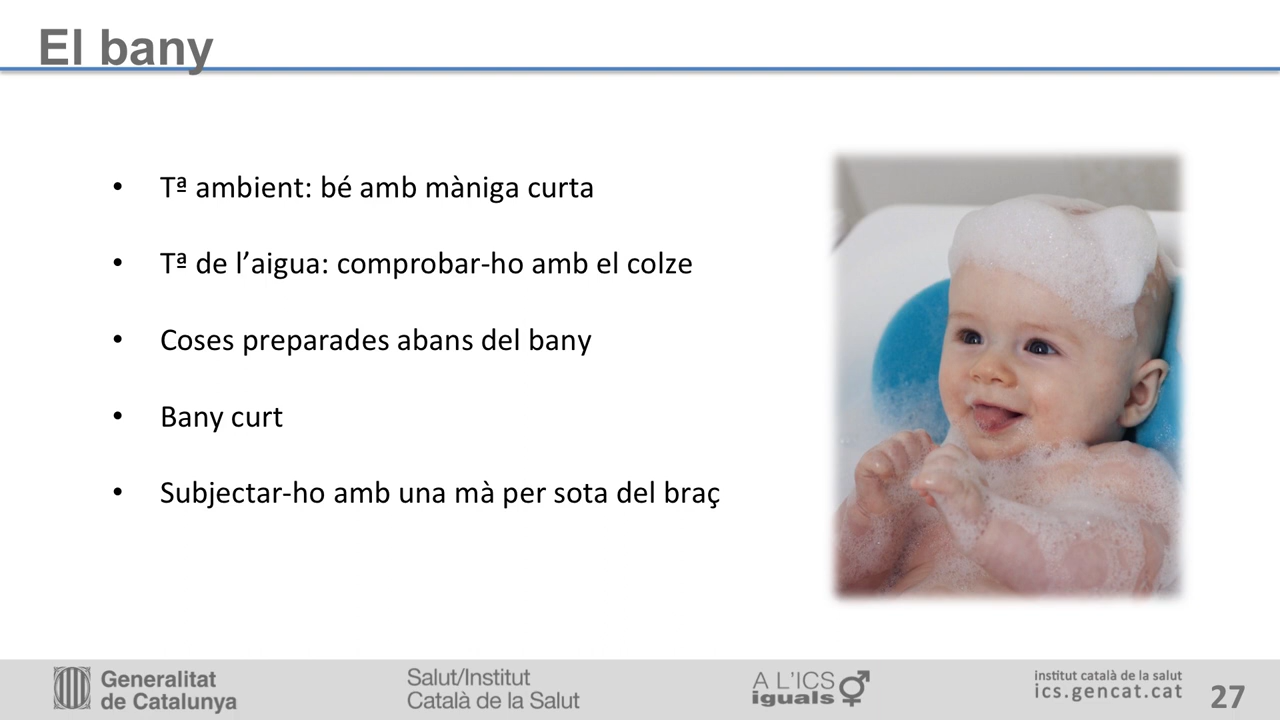 El bany
• Tª ambient: bé amb màniga curta
• Tª de l’aigua: comprobar-ho amb el colze
• Coses preparades abans del bany
• Bany curt
• Subjectar-ho amb una mà per sota del braç
Generalitat
de Catalunya
Salut/Institut
Català de la Salut
A L'ICS
iguals
institut català de la salut
ics.gencat.cat
27